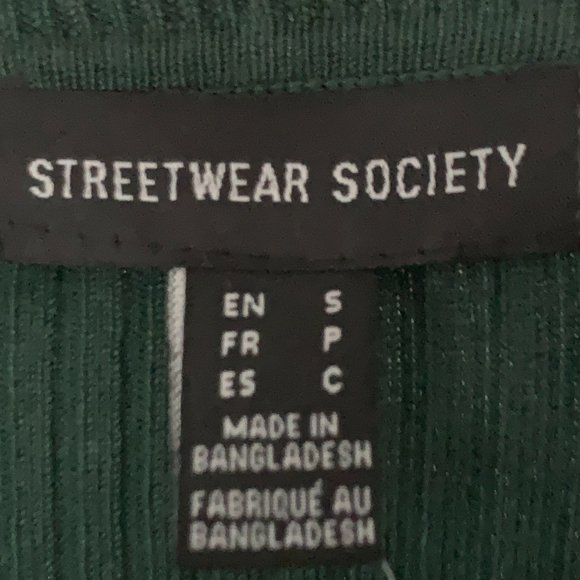 STREETWEAR SOCIETY
EN S
FR P
ES C
MADE IN
BANGLADESH
FABRIQUÉ AU
BANGLADESH